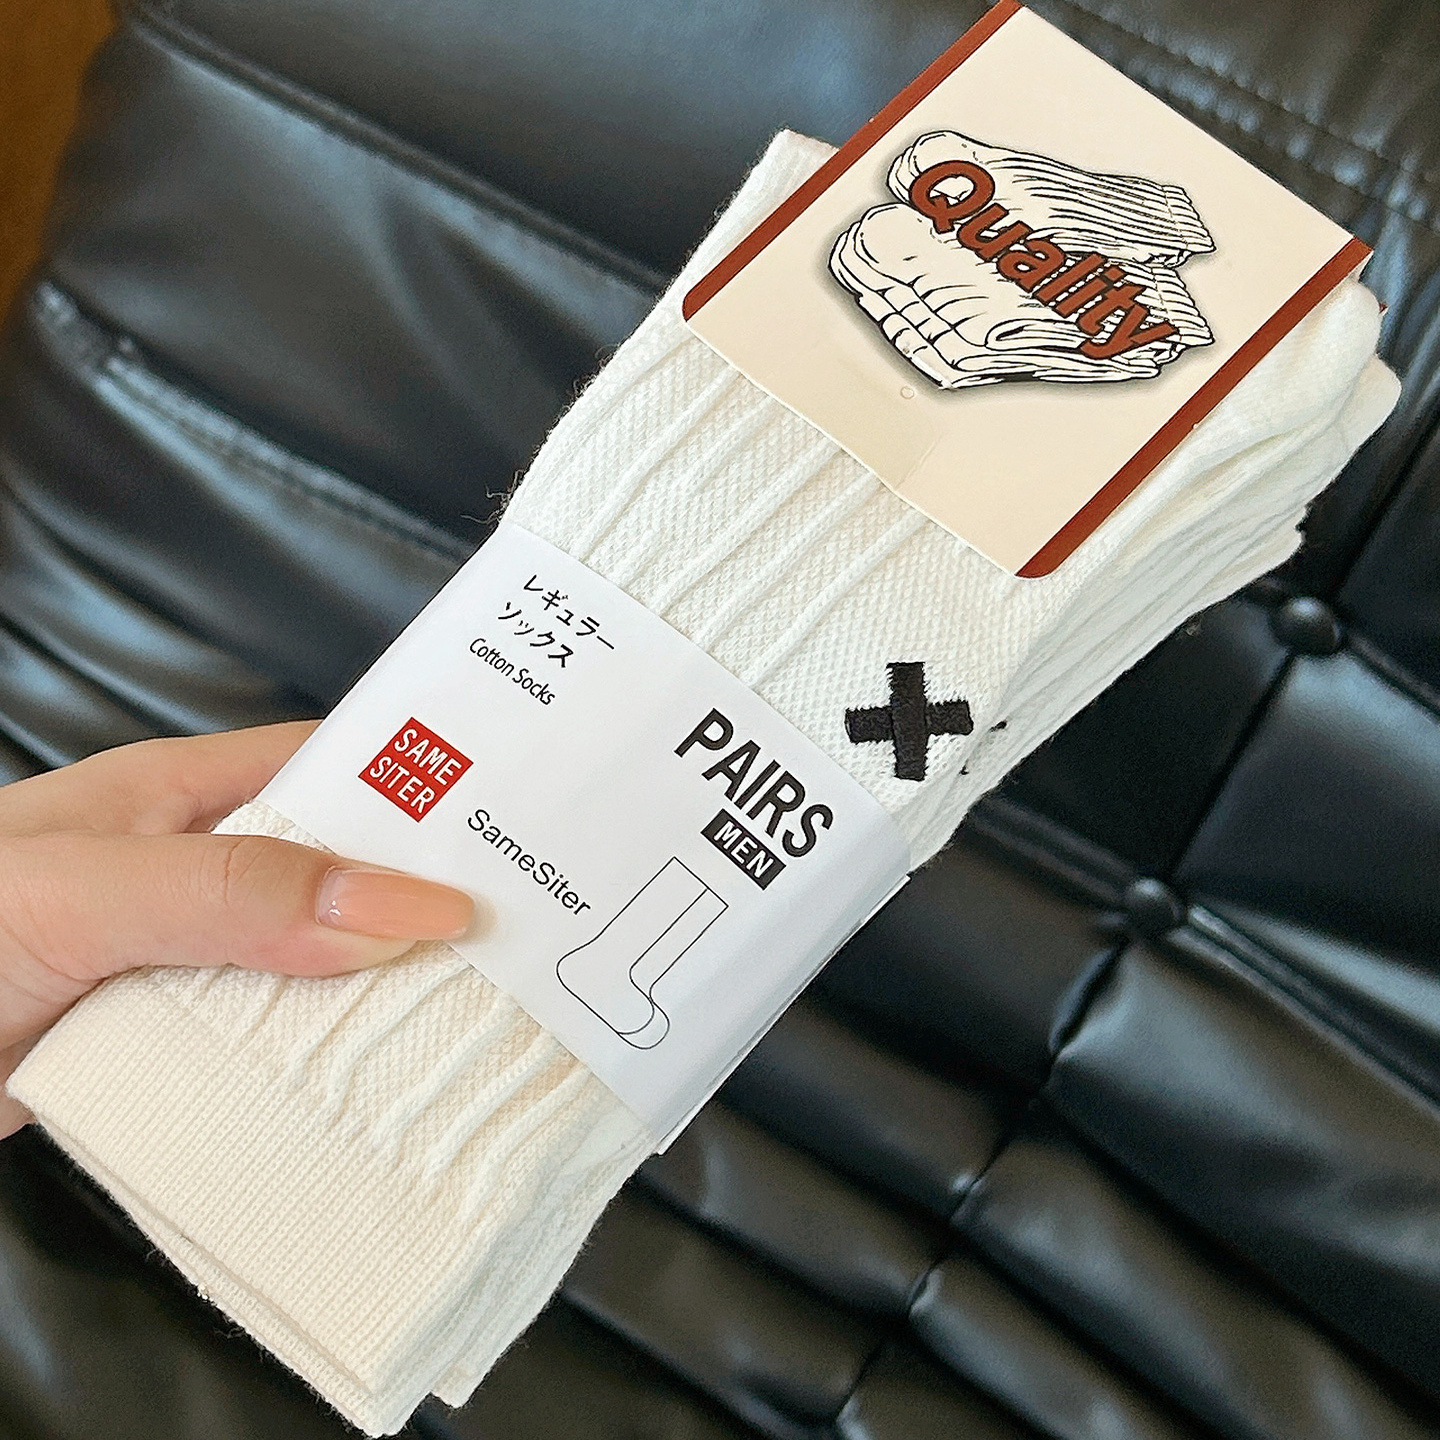 Quality
レギュラー
ソックス
Cotton Socks
SAME
SITER
SameSiter
PAIRS
MEN